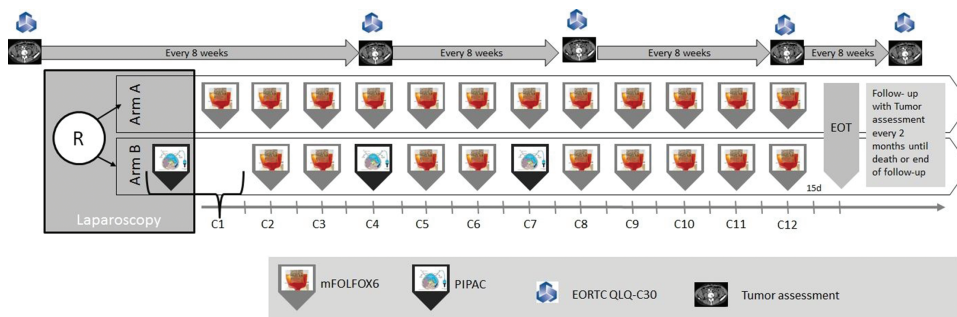 Every 8 weeks
Every 8 weeks
Every 8 weeks
Every 8 weeks
Arm A
R
Arm B
Laparoscopy
EOT
Follow- up
with Tumor
assessment
every 2
months until
death or end
of follow-up
15d
C1 C2 C3 C4 C5 C6 C7 C8 C9 C10 C11 C12
mFOLFOX6
PIPAC
EORTC QLQ-C30
Tumor assessment